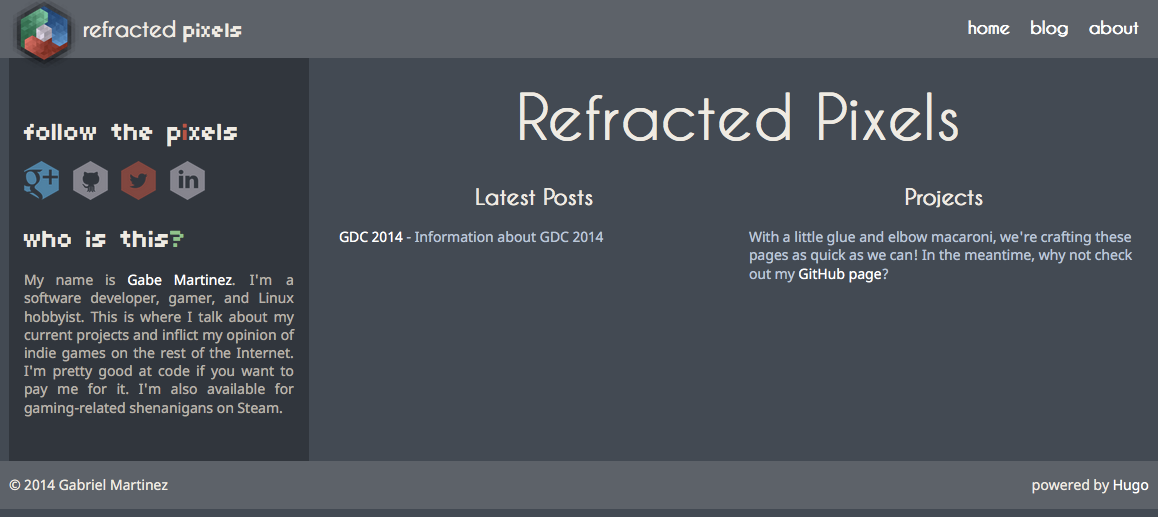 refracted pixels
home blog about
follow the pixels
g+ in
who is this?
My name is Gabe Martinez. I'm a
software developer, gamer, and Linux
hobbyist. This is where I talk about my
current projects and inflict my opinion of
indie games on the rest of the Internet.
I'm pretty good at code if you want to
pay me for it. I'm also available for
gaming-related shenanigans on Steam.
Refracted Pixels
Latest Posts
GDC 2014 - Information about GDC 2014
Projects
With a little glue and elbow macaroni, we're crafting these
pages as quick as we can! In the meantime, why not check
out my GitHub page?
© 2014 Gabriel Martinez
powered by Hugo